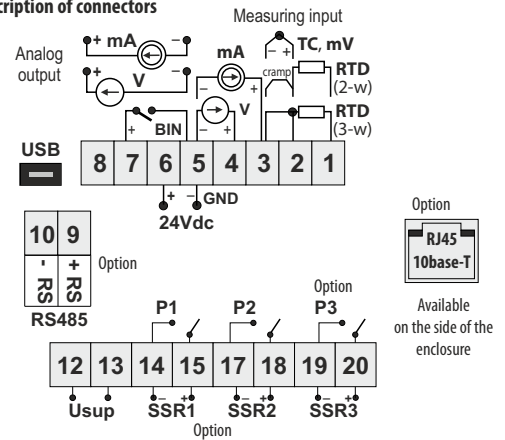 cription of connectors
Measuring input
Analog
output
+ mA -
+ V -
mA
- +
- + TC, mV
cramp
RTD
(2-w)
V
- +
RTD
(3-w)
+ BIN
USB
8 7 6 5 4 3 2 1
+ - GND
24Vdc
10 9
- RS + RS
Option
RS485
Option
RJ45
10base-T
Available
on the side of the
enclosure
Option
P1 P2 P3
12 13 14 15 17 18 19 20
- + - + - +
Usup SSR1 SSR2 SSR3
Option